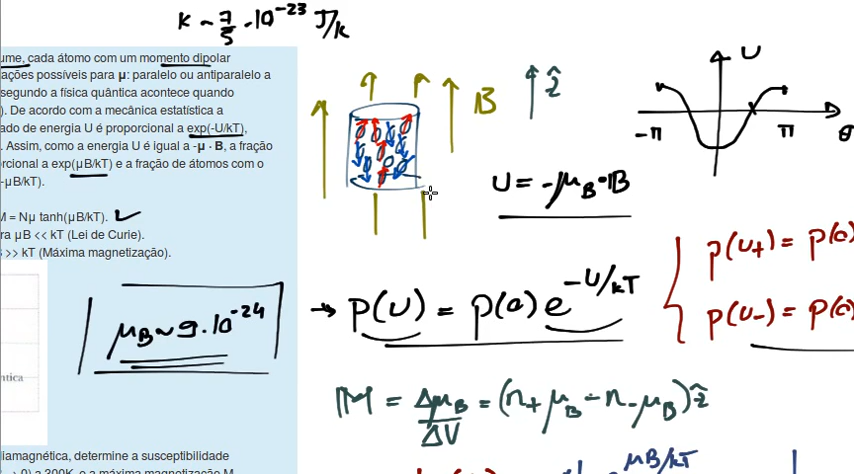 K ~ 7/5 . 10^-23 J/K
ume, cada átomo com um momento dipolar
ações possíveis para μ: paralelo ou antiparalelo a
segundo a física quântica acontece quando
). De acordo com a mecânica estatística a
ado de energia U é proporcional a exp(-U/kT),
. Assim, como a energia U é igual a -μ · B, a fração
rcional a exp(μB/kT) e a fração de átomos com o
-μB/kT).
M = Nμ tanh(μB/kT).
ra μB << kT (Lei de Curie).
>> kT (Máxima magnetização).
μB ~ 9.10^-24
ntica
iamagnética, determine a susceptibilidade
B
ẑ
U
-π
π
θ
U = -μB·B
→ p(U) = p(0) e^-U/kT
p(U+) = p(0)
p(U-) = p(0)
M = ΔμB/ΔV = (n+ μB - n- μB) ẑ
μB/kT